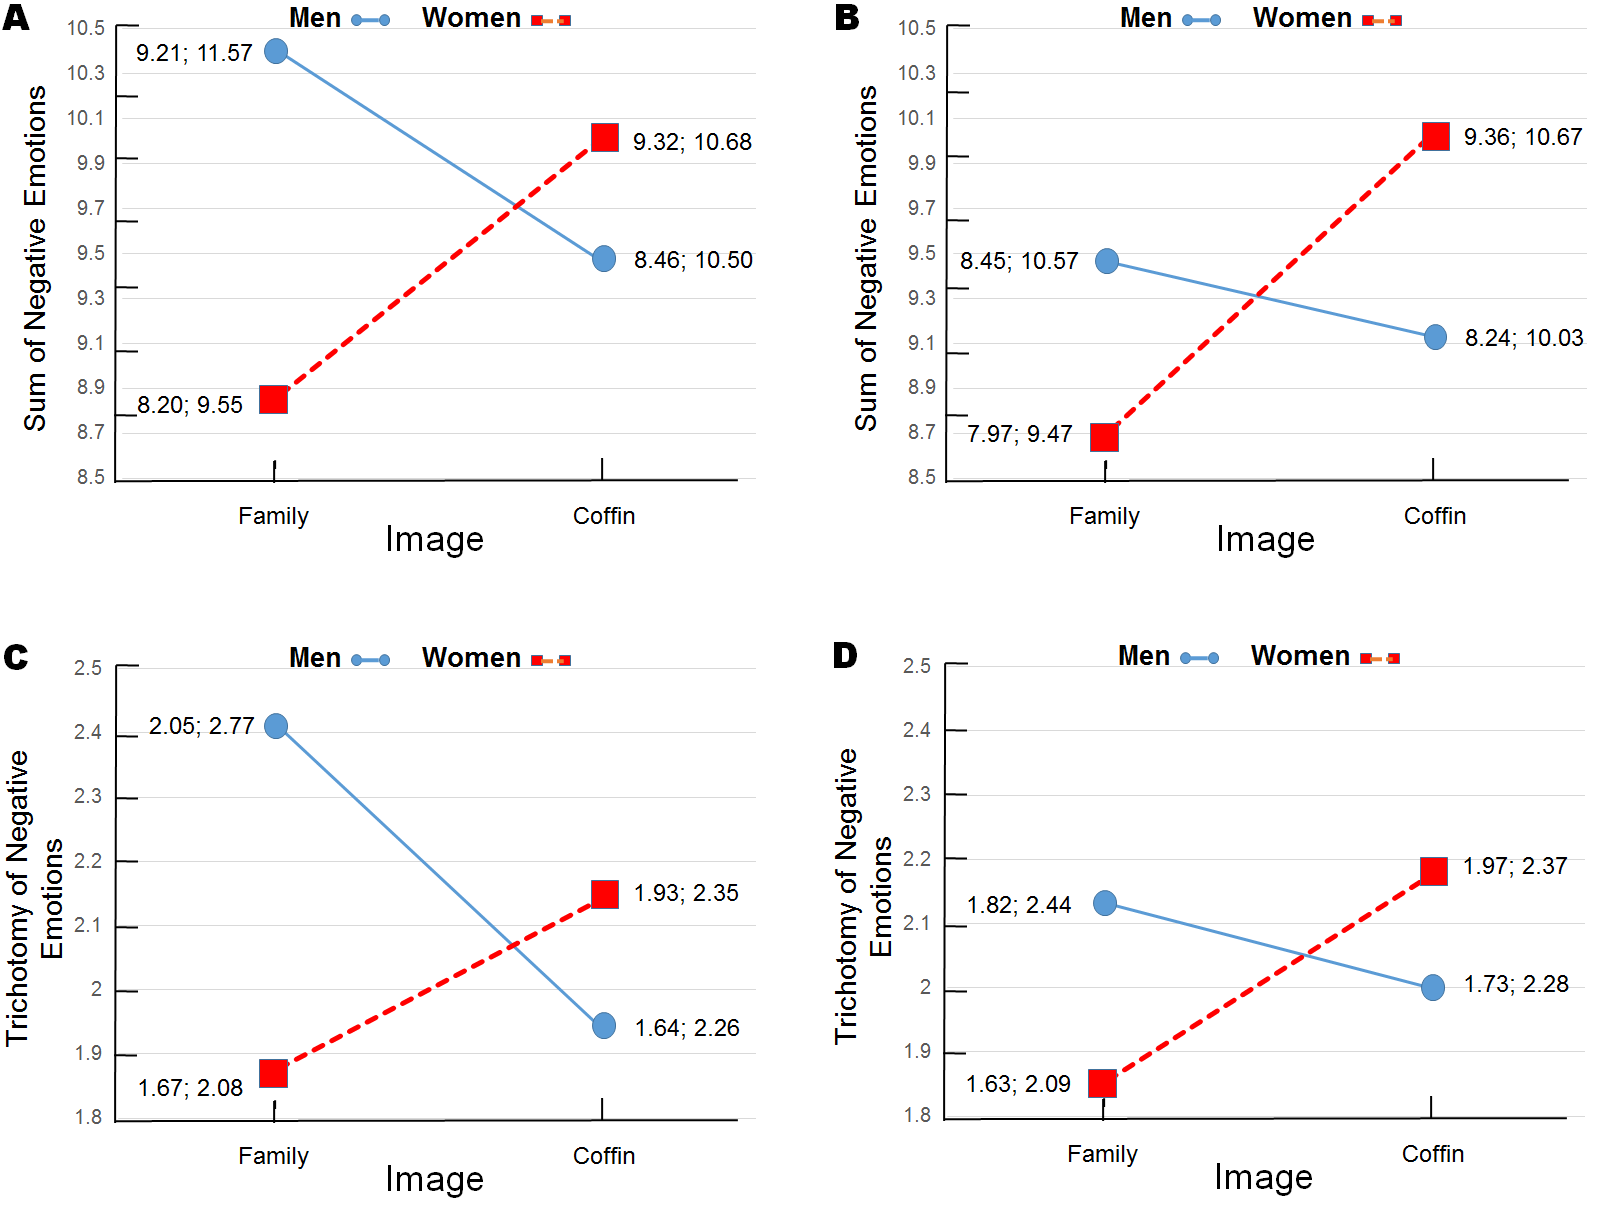 A
Men Women
10.5
10.3
10.1
9.9
9.7
9.5
9.3
9.1
8.9
8.7
8.5
Sum of Negative Emotions
9.21; 11.57
9.32; 10.68
8.46; 10.50
8.20; 9.55
Family Coffin
Image
B
Men Women
10.5
10.3
10.1
9.9
9.7
9.5
9.3
9.1
8.9
8.7
8.5
Sum of Negative Emotions
9.36; 10.67
8.45; 10.57
8.24; 10.03
7.97; 9.47
Family Coffin
Image
C
Men Women
2.5
2.4
2.3
2.2
2.1
2
1.9
1.8
Trichotomy of Negative
Emotions
2.05; 2.77
1.93; 2.35
1.64; 2.26
1.67; 2.08
Family Coffin
Image
D
Men Women
2.5
2.4
2.3
2.2
2.1
2
1.9
1.8
Trichotomy of Negative
Emotions
1.97; 2.37
1.82; 2.44
1.73; 2.28
1.63; 2.09
Family Coffin
Image